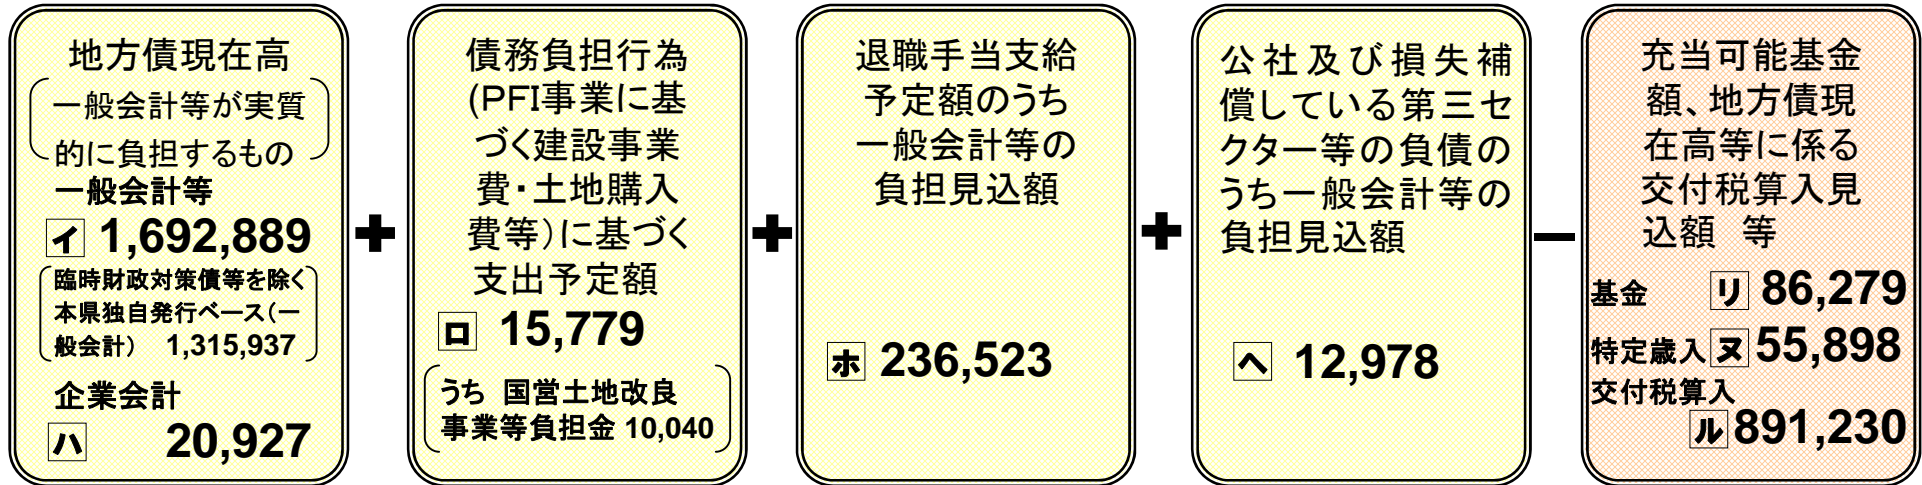 地方債現在高
一般会計等が実質
的に負担するもの
一般会計等
イ 1,692,889
臨時財政対策債等を除く
本県独自発行ベース(一
般会計) 1,315,937
企業会計
ハ 20,927
+
債務負担行為
(PFI事業に基
づく建設事業
費・土地購入
費等)に基づく
支出予定額
ロ 15,779
うち 国営土地改良
事業等負担金 10,040
+
退職手当支給
予定額のうち
一般会計等の
負担見込額
ホ 236,523
+
公社及び損失補
償している第三セ
クター等の負債の
うち一般会計等の
負担見込額
ヘ 12,978
－
充当可能基金
額、地方債現
在高等に係る
交付税算入見
込額 等
基金 リ 86,279
特定歳入 ヌ 55,898
交付税算入
ル 891,230